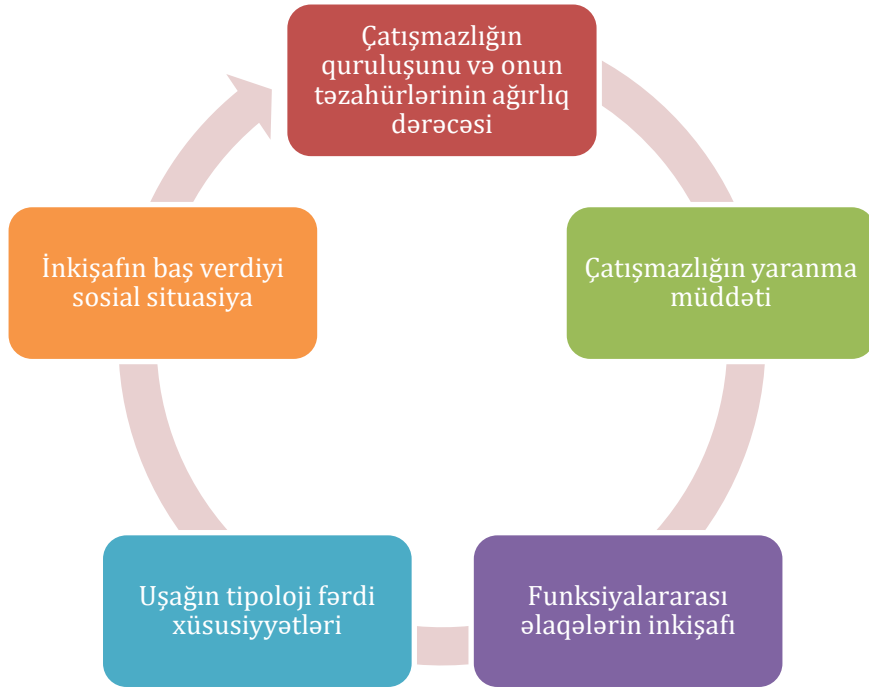 Çatışmazlığın
quruluşunu və onun
təzahürlərinin ağırlıq
dərəcəsi
Çatışmazlığın yaranma
müddəti
Funksiyalararası
əlaqələrin inkişafı
Uşağın tipoloji fərdi
xüsusiyyətləri
İnkişafın baş verdiyi
sosial situasiya